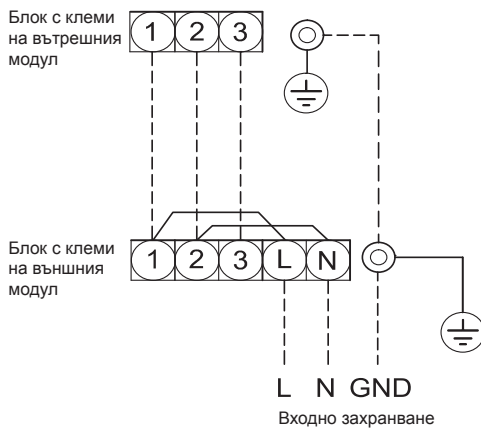 Блок с клеми
на вътрешния
модул
1 2 3
Блок с клеми
на външния
модул
1 2 3 L N
L N GND
Входно захранване